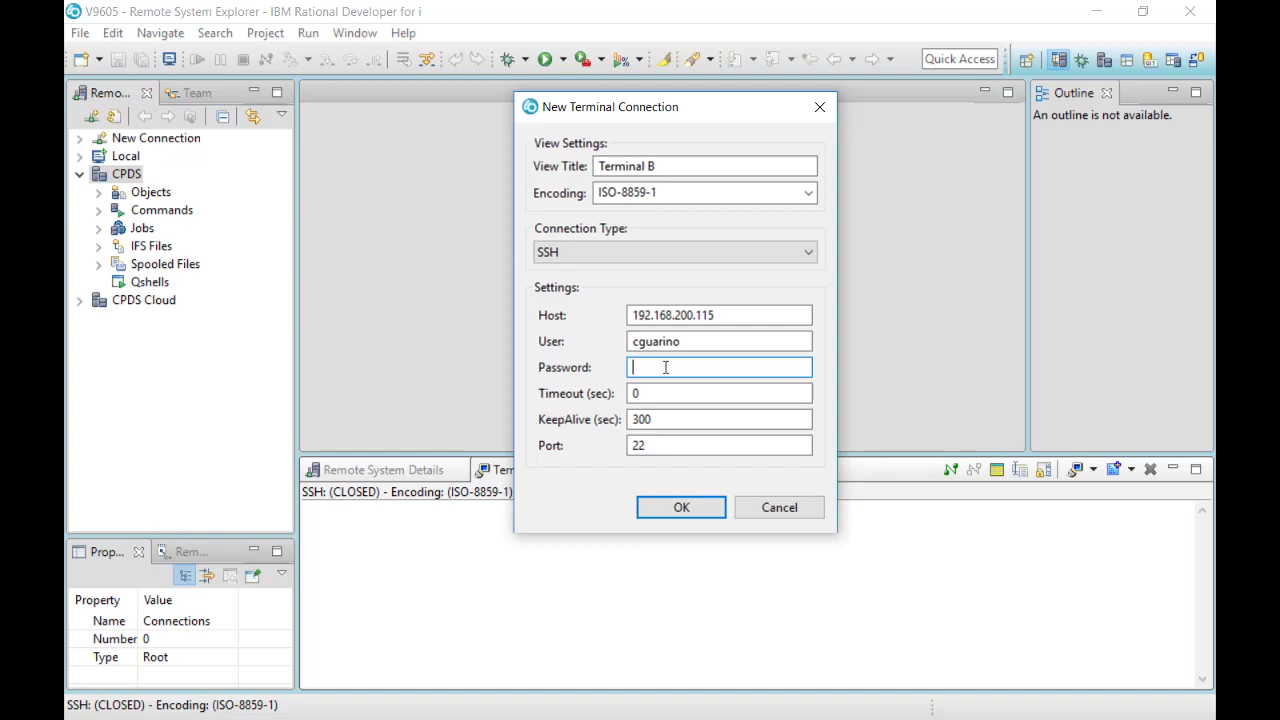 V9605 - Remote System Explorer - IBM Rational Developer for i
File Edit Navigate Search Project Run Window Help
Quick Access
Remo...
Team
New Connection
Local
CPDS
Objects
Commands
Jobs
IFS Files
Spooled Files
Qshells
CPDS Cloud
New Terminal Connection
View Settings:
View Title: Terminal B
Encoding: ISO-8859-1
Connection Type:
SSH
Settings:
Host: 192.168.200.115
User: cguarino
Password:
Timeout (sec): 0
KeepAlive (sec): 300
Port: 22
OK Cancel
Outline
An outline is not available.
Remote System Details
Tern
SSH: (CLOSED) - Encoding: (ISO-8859-1)
Prop...
Rem...
Property Value
Name Connections
Number 0
Type Root
SSH: (CLOSED) - Encoding: (ISO-8859-1)